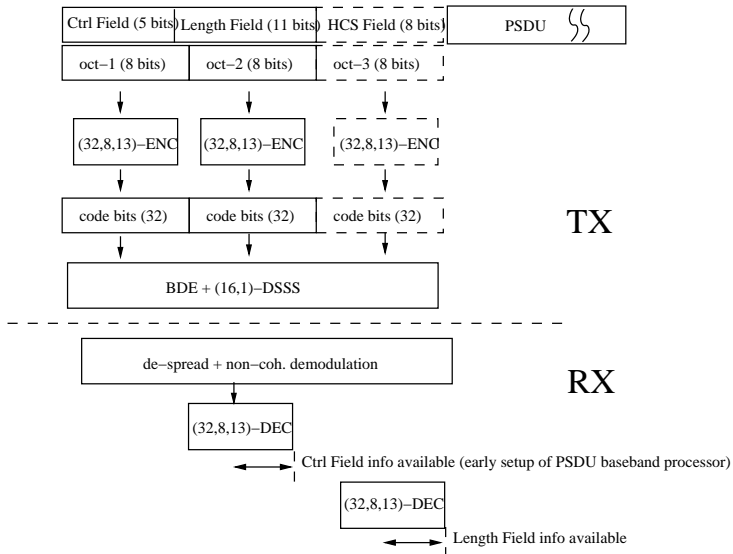 Ctrl Field (5 bits) Length Field (11 bits) HCS Field (8 bits) PSDU
oct−1 (8 bits) oct−2 (8 bits) oct−3 (8 bits)
(32,8,13)−ENC (32,8,13)−ENC (32,8,13)−ENC
code bits (32) code bits (32) code bits (32)
TX
BDE + (16,1)−DSSS
de−spread + non−coh. demodulation
RX
(32,8,13)−DEC
Ctrl Field info available (early setup of PSDU baseband processor)
(32,8,13)−DEC
Length Field info available